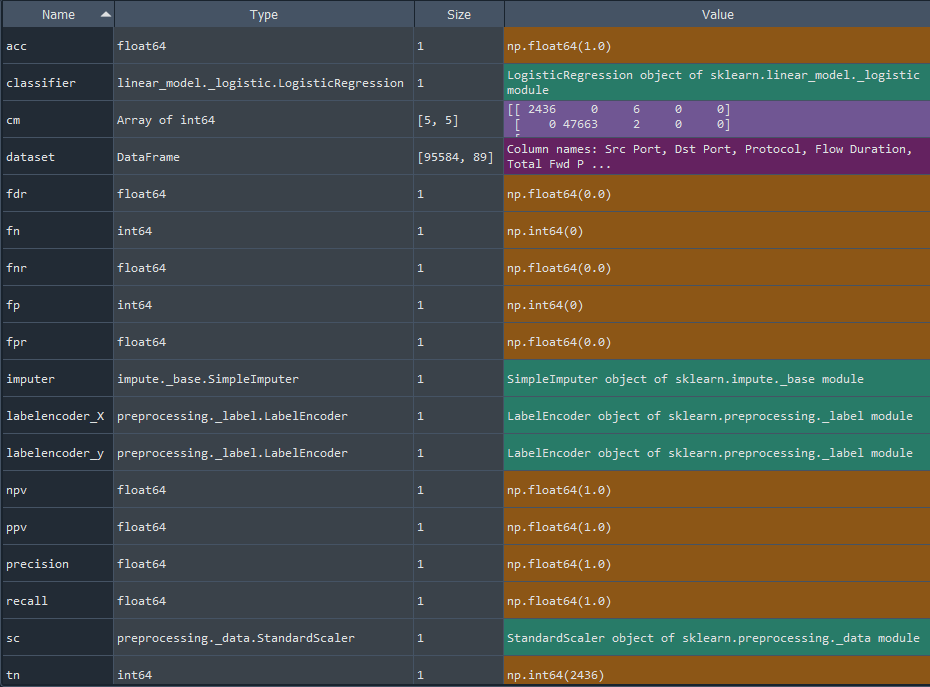 Name Type Size Value
acc float64 1 np.float64(1.0)
classifier linear_model._logistic.LogisticRegression 1 LogisticRegression object of sklearn.linear_model._logistic
module
cm Array of int64 [5, 5] [[ 2436 0 6 0 0]
[ 0 47663 2 0 0]
dataset DataFrame [95584, 89] Column names: Src Port, Dst Port, Protocol, Flow Duration,
Total Fwd P ...
fdr float64 1 np.float64(0.0)
fn int64 1 np.int64(0)
fnr float64 1 np.float64(0.0)
fp int64 1 np.int64(0)
fpr float64 1 np.float64(0.0)
imputer impute._base.SimpleImputer 1 SimpleImputer object of sklearn.impute._base module
labelencoder_X preprocessing._label.LabelEncoder 1 LabelEncoder object of sklearn.preprocessing._label module
labelencoder_y preprocessing._label.LabelEncoder 1 LabelEncoder object of sklearn.preprocessing._label module
npv float64 1 np.float64(1.0)
ppv float64 1 np.float64(1.0)
precision float64 1 np.float64(1.0)
recall float64 1 np.float64(1.0)
sc preprocessing._data.StandardScaler 1 StandardScaler object of sklearn.preprocessing._data module
tn int64 1 np.int64(2436)